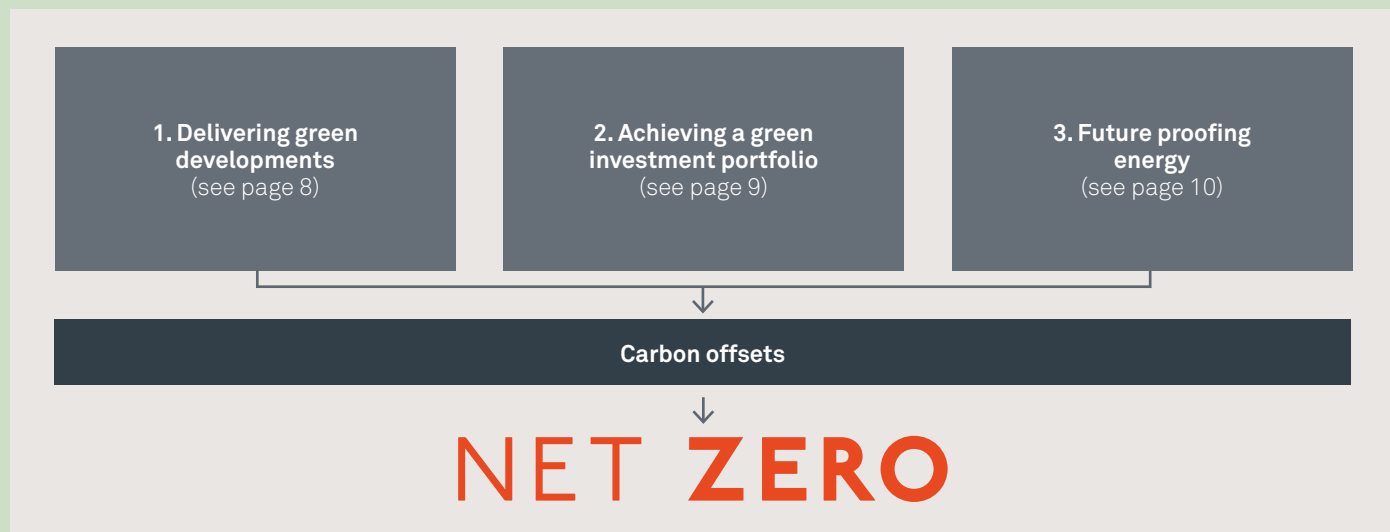 1. Delivering green
developments
(see page 8)
2. Achieving a green
investment portfolio
(see page 9)
3. Future proofing
energy
(see page 10)
Carbon offsets
NET ZERO